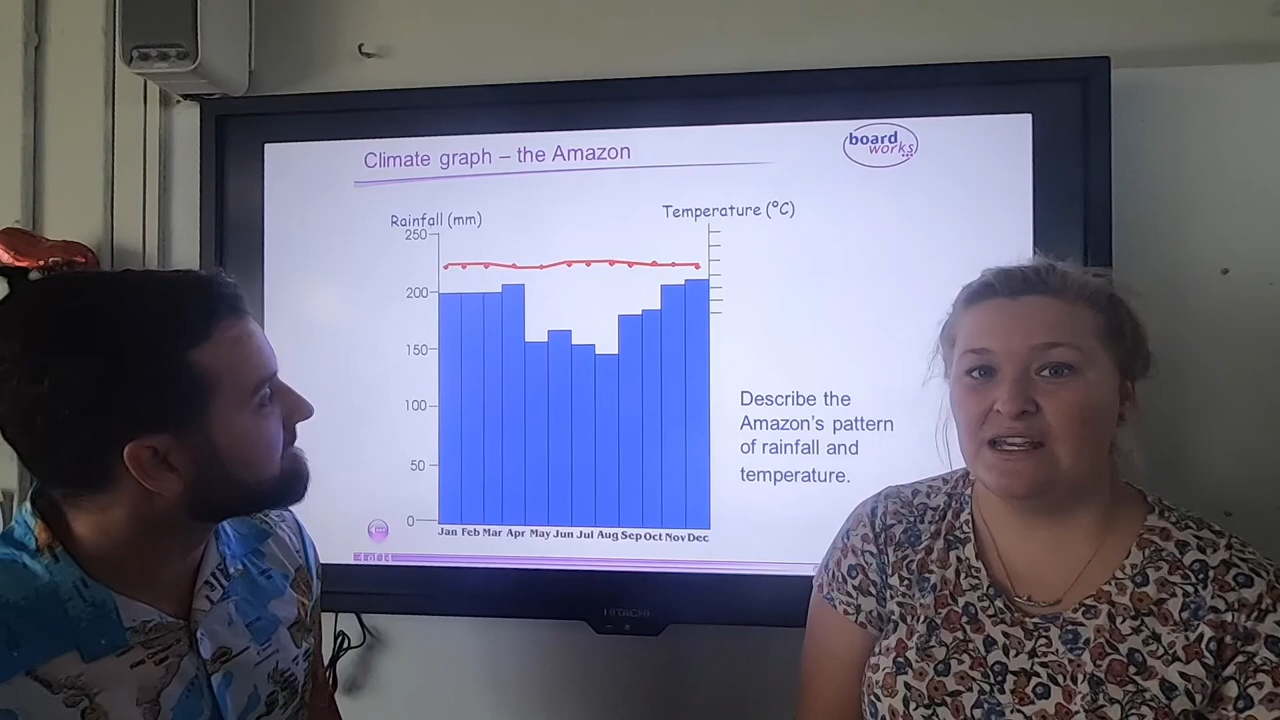 Climate graph – the Amazon
board
works
Rainfall (mm)
Temperature (°C)
250
200
150
100
50
0
Jan Feb Mar Apr May Jun Jul Aug Sep Oct Nov Dec
Describe the
Amazon's pattern
of rainfall and
temperature.
HITACHI